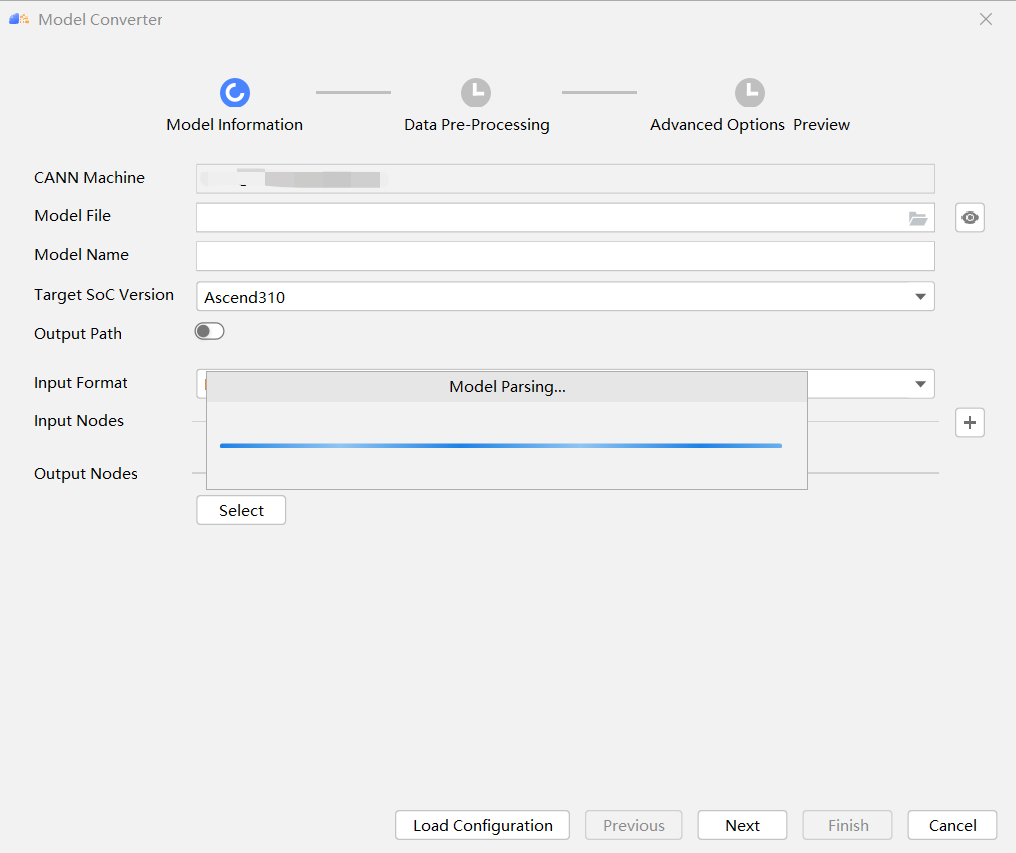 Model Converter
Model Information
Data Pre-Processing
Advanced Options  Preview
CANN Machine
Model File
Model Name
Target SoC Version
Ascend310
Output Path
Input Format
Model Parsing...
Input Nodes
Output Nodes
Select
Load Configuration
Previous
Next
Finish
Cancel